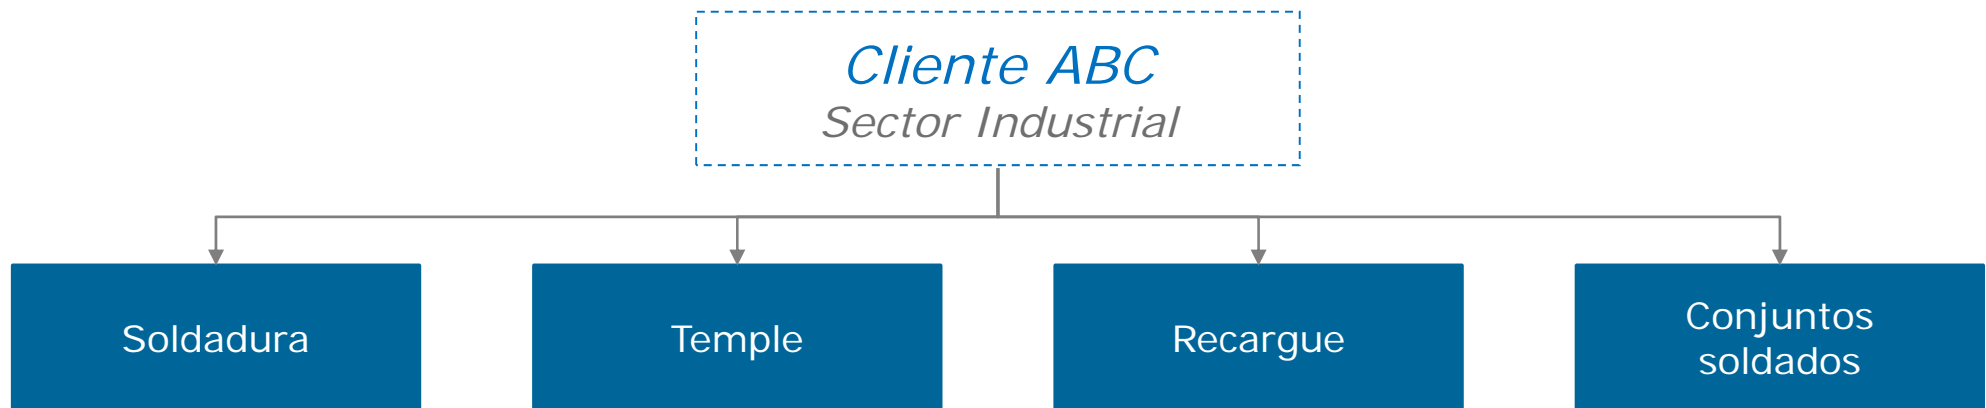 Cliente ABC
Sector Industrial
Soldadura
Temple
Recargue
Conjuntos
soldados